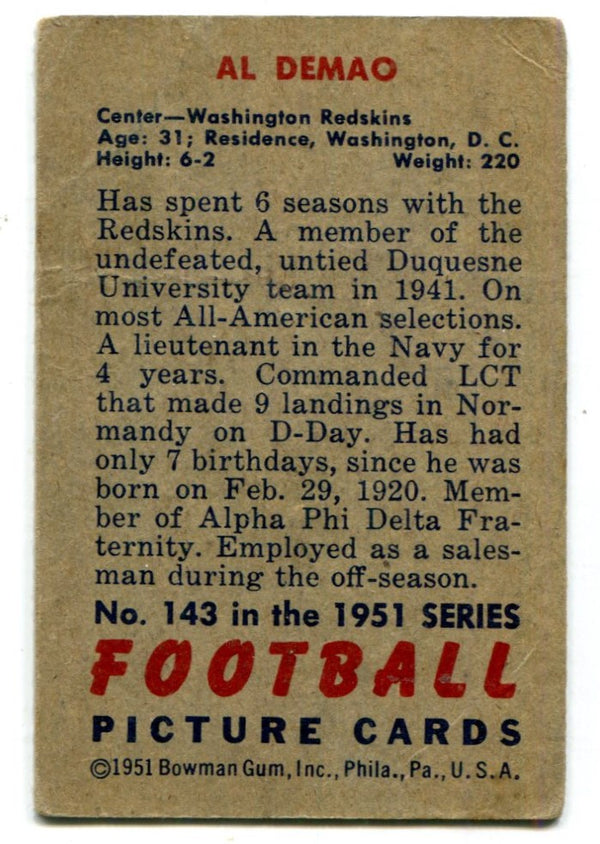 AL DEMAO
Center—Washington Redskins
Age: 31; Residence, Washington, D. C.
Height: 6-2 Weight: 220
Has spent 6 seasons with the
Redskins. A member of the
undefeated, untied Duquesne
University team in 1941. On
most All-American selections.
A lieutenant in the Navy for
4 years. Commanded LCT
that made 9 landings in Nor-
mandy on D-Day. Has had
only 7 birthdays, since he was
born on Feb. 29, 1920. Mem-
ber of Alpha Phi Delta Fra-
ternity. Employed as a sales-
man during the off-season.
No. 143 in the 1951 SERIES
FOOTBALL
PICTURE CARDS
©1951 Bowman Gum, Inc., Phila., Pa., U. S. A.